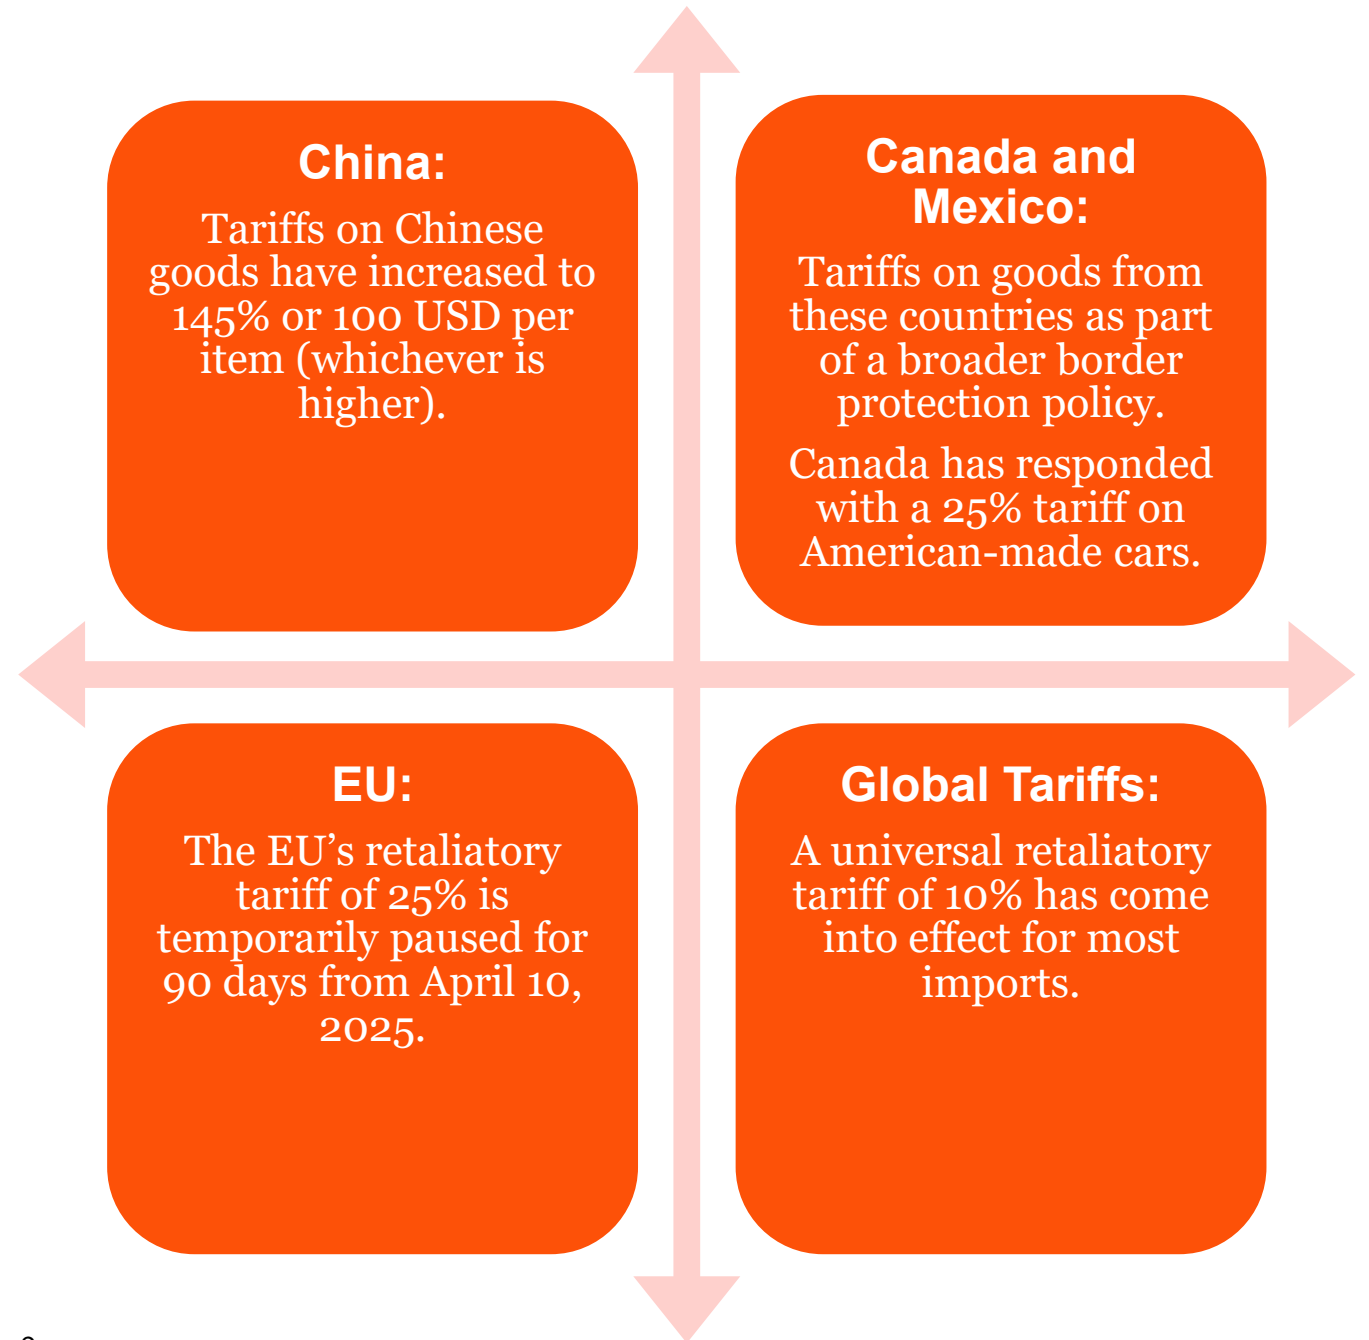 China:
Tariffs on Chinese
goods have increased to
145% or 100 USD per
item (whichever is
higher).
Canada and
Mexico:
Tariffs on goods from
these countries as part
of a broader border
protection policy.
Canada has responded
with a 25% tariff on
American-made cars.
EU:
The EU’s retaliatory
tariff of 25% is
temporarily paused for
90 days from April 10,
2025.
Global Tariffs:
A universal retaliatory
tariff of 10% has come
into effect for most
imports.